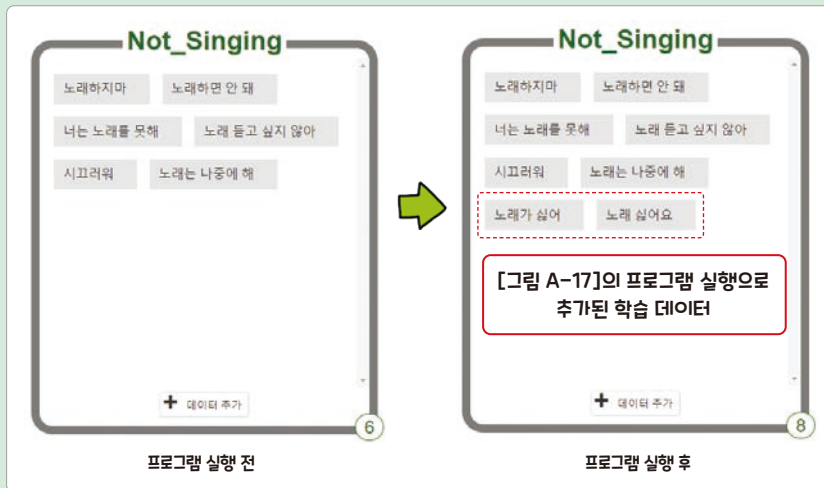 Not_Singing
노래하지마 노래하면 안 돼
너는 노래를 못해 노래 듣고 싶지 않아
시끄러워 노래는 나중에 해
데이터 추가
6
프로그램 실행 전
Not_Singing
노래하지마 노래하면 안 돼
너는 노래를 못해 노래 듣고 싶지 않아
시끄러워 노래는 나중에 해
노래가 싫어 노래 싫어요
[그림 A-17]의 프로그램 실행으로
추가된 학습 데이터
데이터 추가
8
프로그램 실행 후